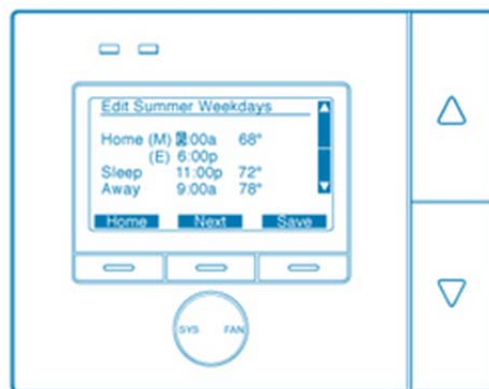 Edit Summer Weekdays
Home (M) :00a 68°
(E) 6:00p
Sleep 11:00p 72°
Away 9:00a 78°
Home Next Save
SYS FAN